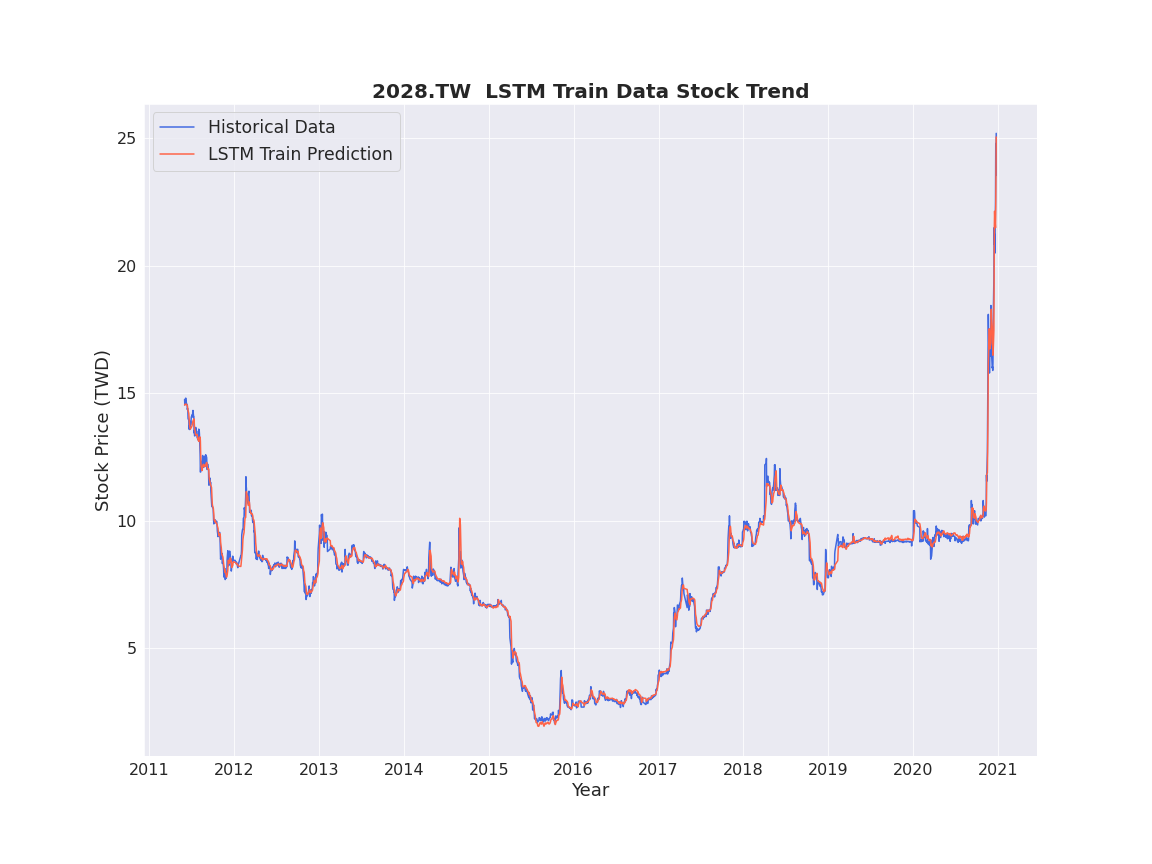 2028.TW  LSTM Train Data Stock Trend
Historical Data
LSTM Train Prediction
25
20
15
10
5
Stock Price (TWD)
2011 2012 2013 2014 2015 2016 2017 2018 2019 2020 2021
Year